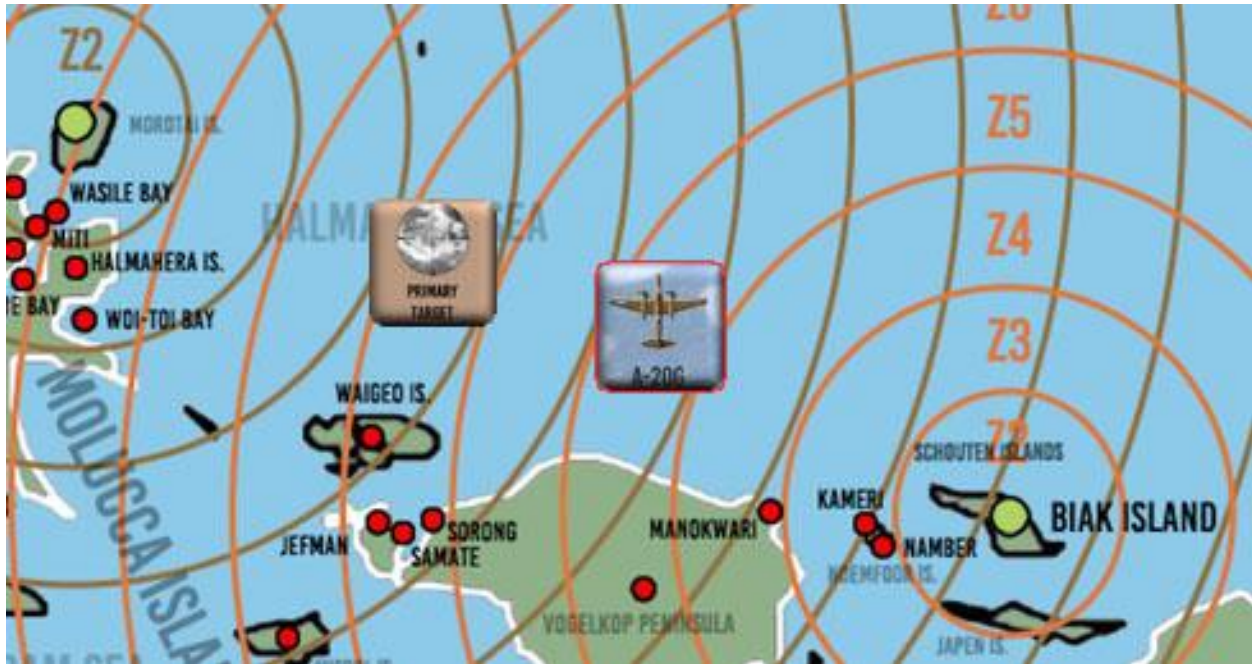 Z2
MOROTAI IS.
WASILE BAY
MITI
HALMAHERA IS.
BAY
WOI-TOI BAY
MOLUCCA
SEA
PRIMARY
TARGET
A-20G
WAIGEO IS.
JEFMAN
SAMATE
SORONG
MANOKWARI
VOGELKOP PENINSULA
Z5
Z4
Z3
Z2
SCHOUTEN ISLANDS
KAMERI
NAMBER
NOEMFOOR IS.
BIAK ISLAND
JAPEN IS.
SEA